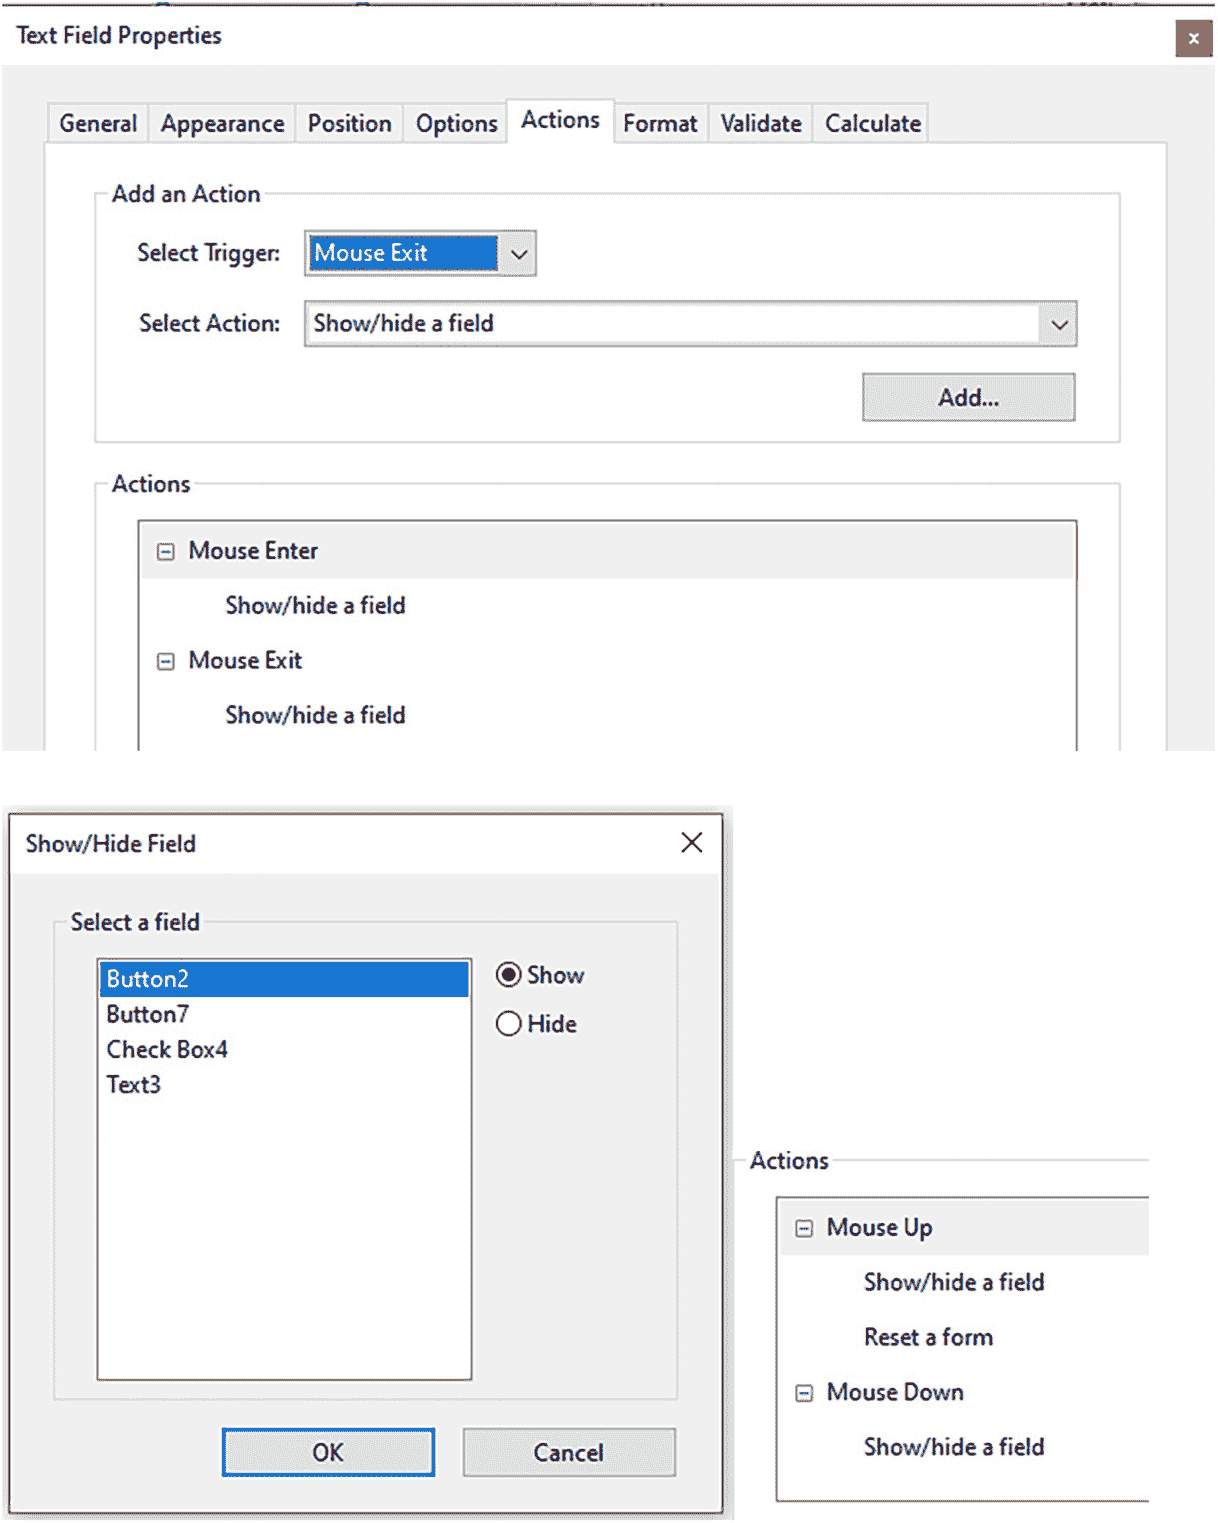 Text Field Properties
General Appearance Position Options Actions Format Validate Calculate
Add an Action
Select Trigger: Mouse Exit
Select Action: Show/hide a field
Add...
Actions
Mouse Enter
Show/hide a field
Mouse Exit
Show/hide a field
Show/Hide Field
Select a field
Button2
Button7
Check Box4
Text3
Show
Hide
OK Cancel
Actions
Mouse Up
Show/hide a field
Reset a form
Mouse Down
Show/hide a field